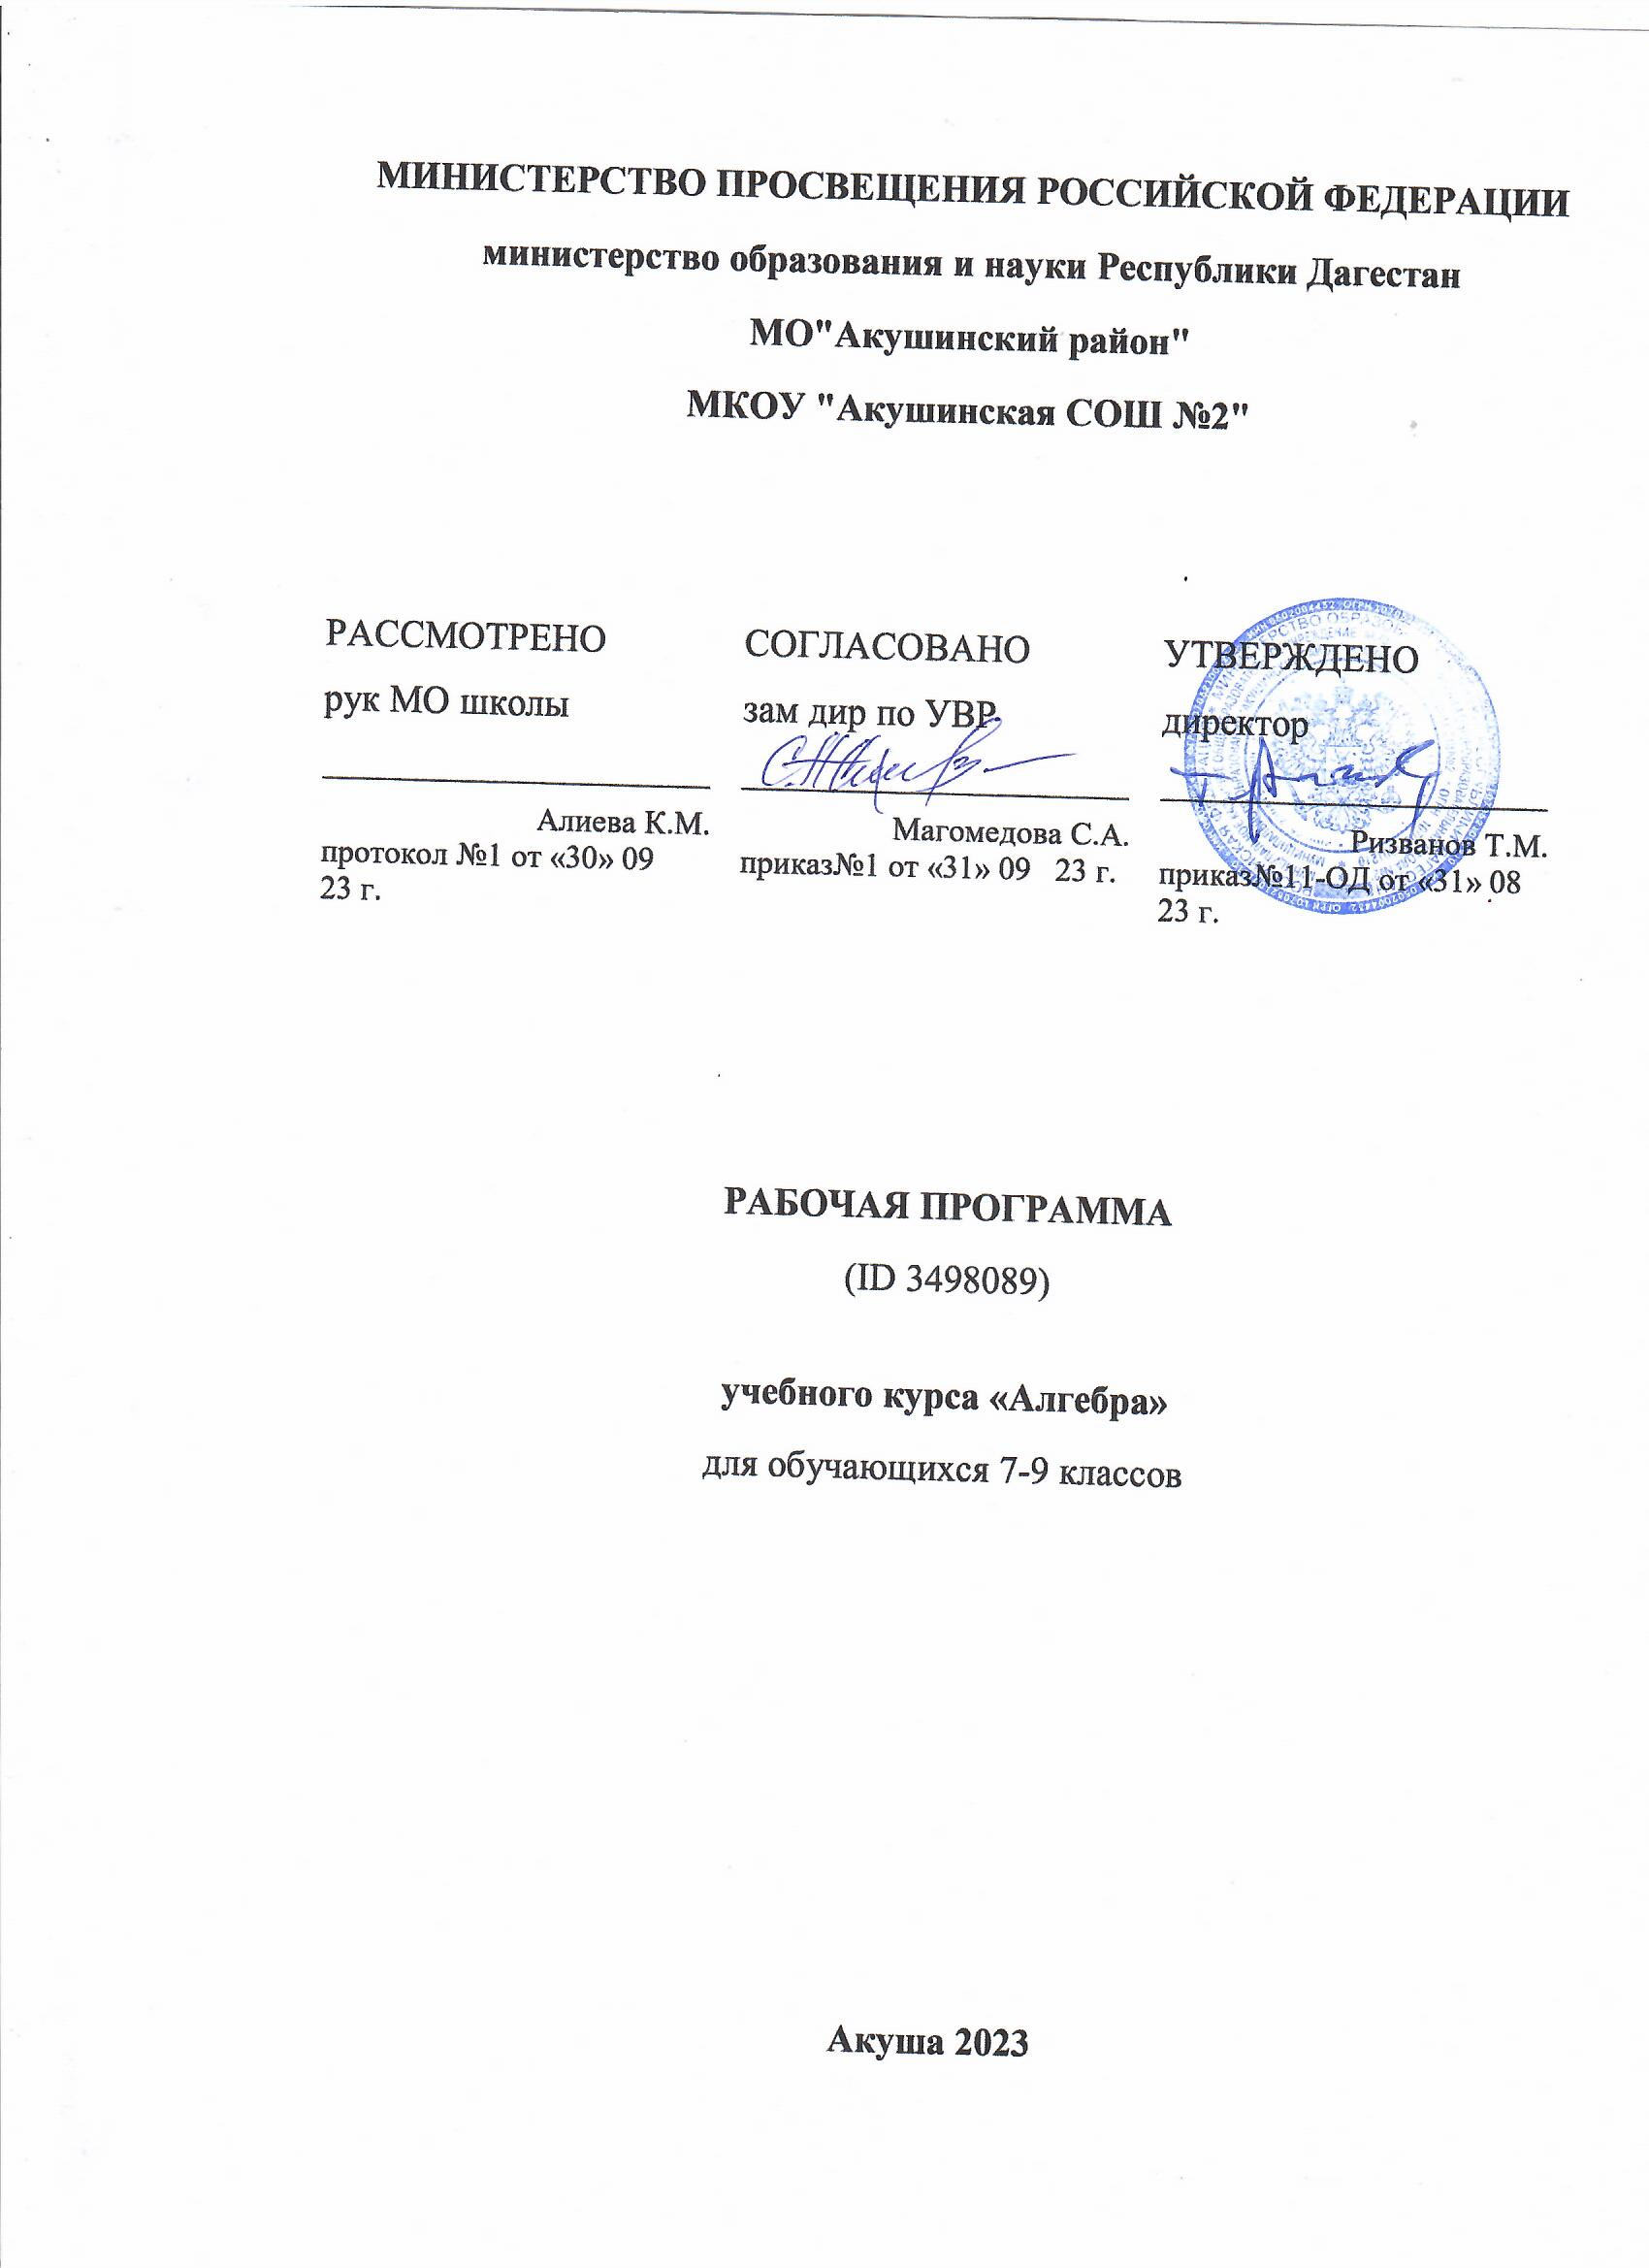 МИНИСТЕРСТВО ПРОСВЕЩЕНИЯ РОССИЙСКОЙ ФЕДЕРАЦИИ
министерство образования и науки Республики Дагестан
МО"Акушинский район"
МКОУ "Акушинская СОШ №2"
РАССМОТРЕНО
рук МО школы
Алиева К.М.
протокол №1 от «30» 09
23 г.
СОГЛАСОВАНО
зам дир по УВР
Магомедова С.А.
приказ№1 от «31» 09   23 г.
УТВЕРЖДЕНО
директор
Ризванов Т.М.
приказ№11-ОД от «31» 08
23 г.
РАБОЧАЯ ПРОГРАММА
(ID 3498089)
учебного курса «Алгебра»
для обучающихся 7-9 классов
Акуша 2023